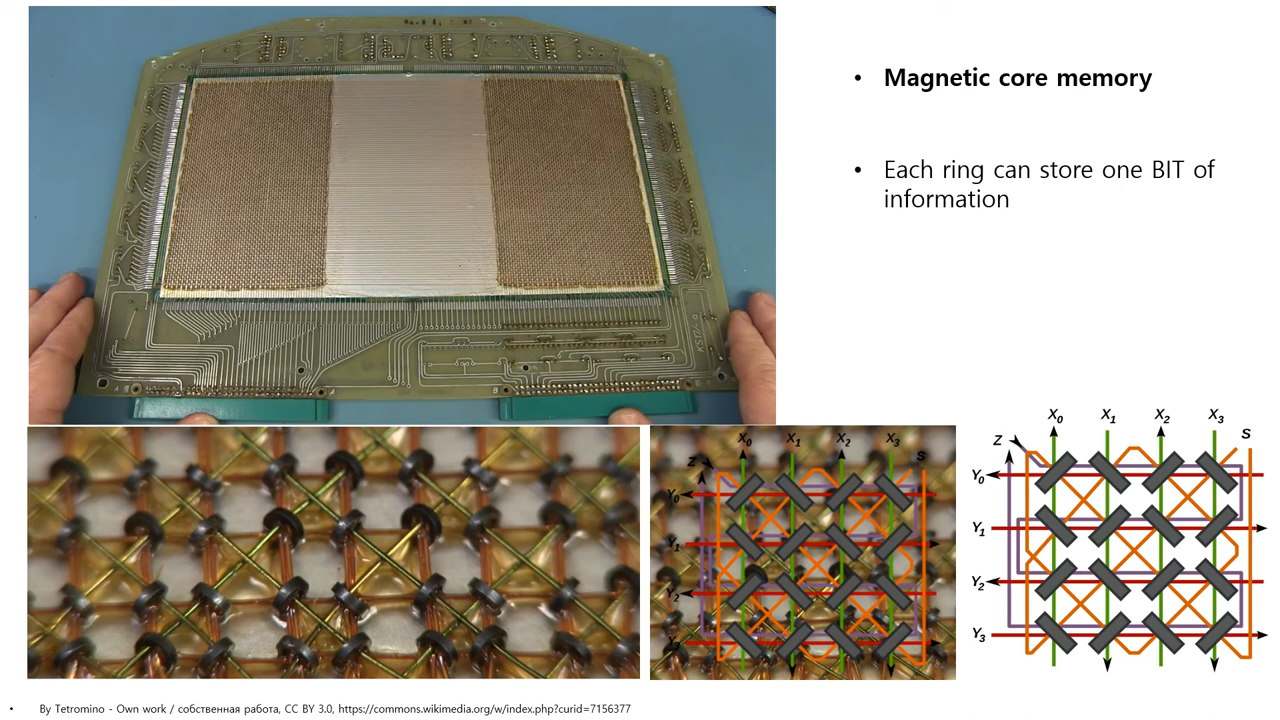 • Magnetic core memory
• Each ring can store one BIT of
information
X0 X1 X2 X3
Z S
Y0
Y1
Y2
X0 X1 X2 X3
Z S
Y0
Y1
Y2
Y3
• By Tetromino - Own work / собственная работа, CC BY 3.0, https://commons.wikimedia.org/w/index.php?curid=7156377